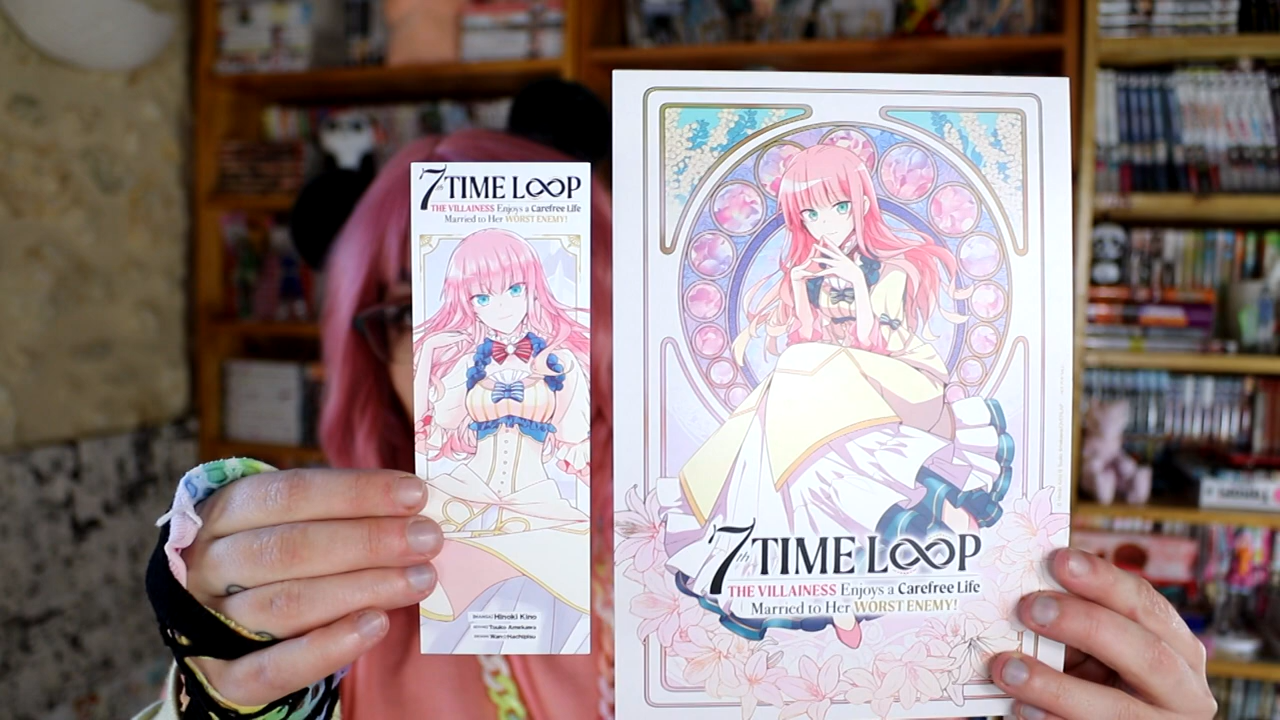 7th TIME LOOP
THE VILLAINESS Enjoys a Carefree Life
Married to Her WORST ENEMY!
Hinoki Kino
Touko Amekawa
Wan☆Hachipisu
7th TIME LOOP
THE VILLAINESS Enjoys a Carefree Life
Married to Her WORST ENEMY!